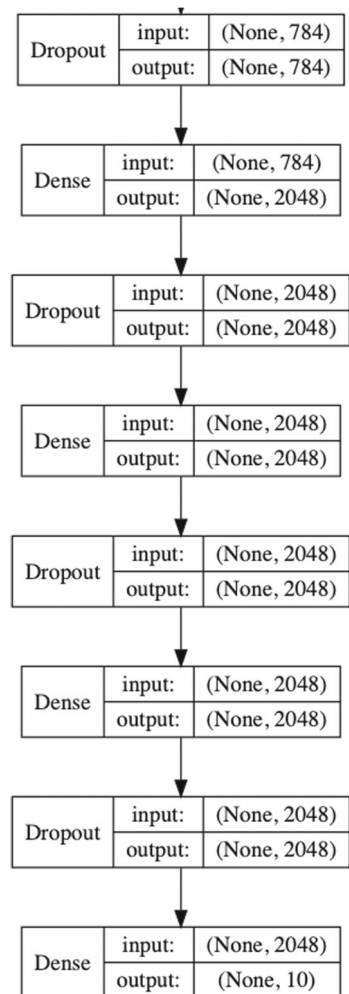 Dropout
input: (None, 784)
output: (None, 784)
Dense
input: (None, 784)
output: (None, 2048)
Dropout
input: (None, 2048)
output: (None, 2048)
Dense
input: (None, 2048)
output: (None, 2048)
Dropout
input: (None, 2048)
output: (None, 2048)
Dense
input: (None, 2048)
output: (None, 2048)
Dropout
input: (None, 2048)
output: (None, 2048)
Dense
input: (None, 2048)
output: (None, 10)